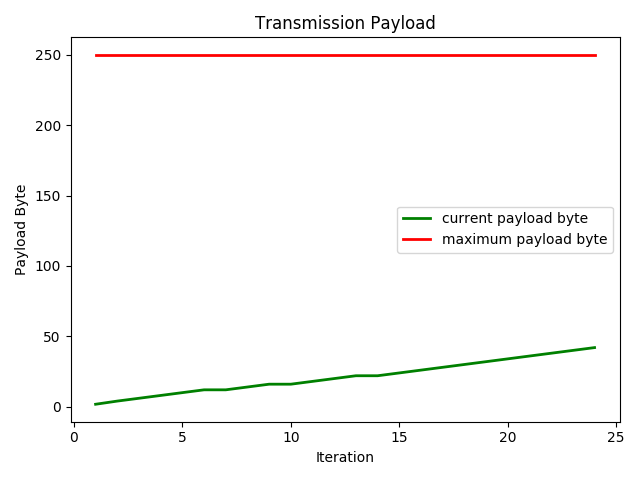 Transmission Payload
Payload Byte
250
200
150
100
50
0
current payload byte
maximum payload byte
0 5 10 15 20 25
Iteration